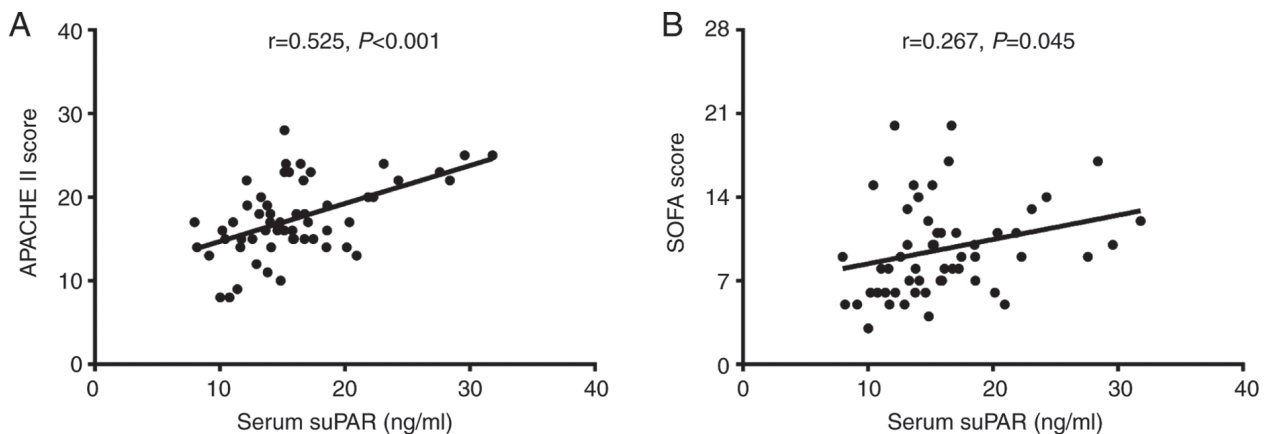 A
r=0.525, P<0.001
40
30
20
10
0
APACHE II score
0 10 20 30 40
Serum suPAR (ng/ml)
B
r=0.267, P=0.045
28
21
14
7
0
SOFA score
0 10 20 30 40
Serum suPAR (ng/ml)